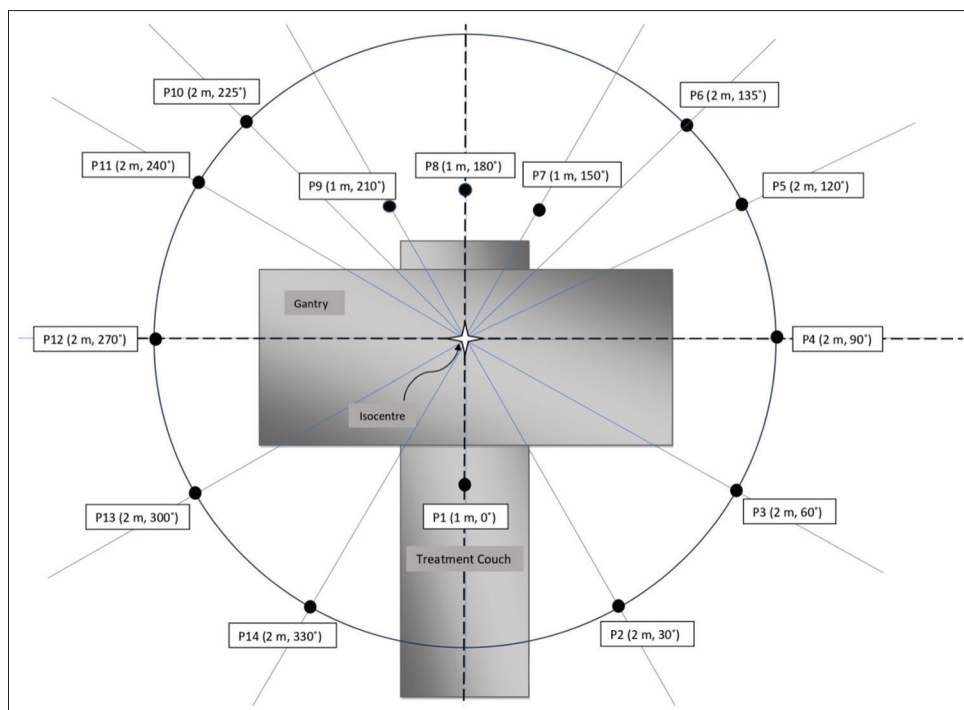 P10 (2 m, 225˚)
P6 (2 m, 135˚)
P11 (2 m, 240˚)
P8 (1 m, 180˚)
P9 (1 m, 210˚)
P7 (1 m, 150˚)
P5 (2 m, 120˚)
Gantry
P12 (2 m, 270˚)
P4 (2 m, 90˚)
Isocentre
P13 (2 m, 300˚)
P1 (1 m, 0˚)
P3 (2 m, 60˚)
Treatment Couch
P14 (2 m, 330˚)
P2 (2 m, 30˚)